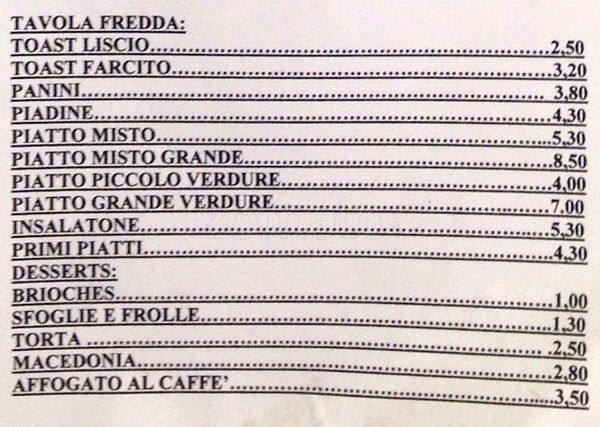 TAVOLA FREDDA:
TOAST LISCIO.......................................................2,50
TOAST FARCITO...................................................3,20
PANINI................................................................ 3,80
PIADINE...............................................................4,30
PIATTO MISTO.....................................................5,30
PIATTO MISTO GRANDE.........................................8,50
PIATTO PICCOLO VERDURE....................................4,00
PIATTO GRANDE VERDURE.....................................7.00
INSALATONE........................................................5,30
PRIMI PIATTI.......................................................4,30
DESSERTS:
BRIOCHES...........................................................1,00
SFOGLIE E FROLLE...............................................1,30
TORTA ............................................................... .2,50
MACEDONIA........................................................2,80
AFFOGATO AL CAFFE’............................................3,50